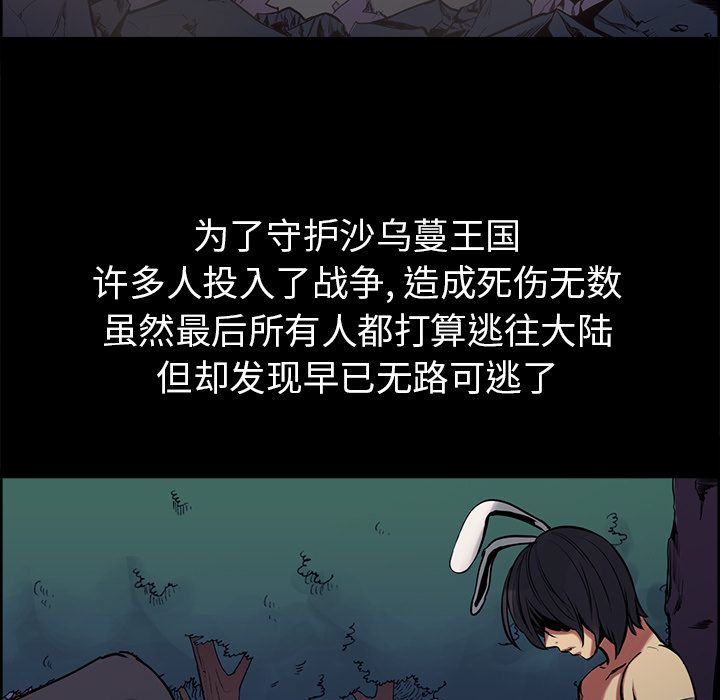 为了守护沙乌蔓王国
许多人投入了战争, 造成死伤无数
虽然最后所有人都打算逃往大陆
但却发现早已无路可逃了